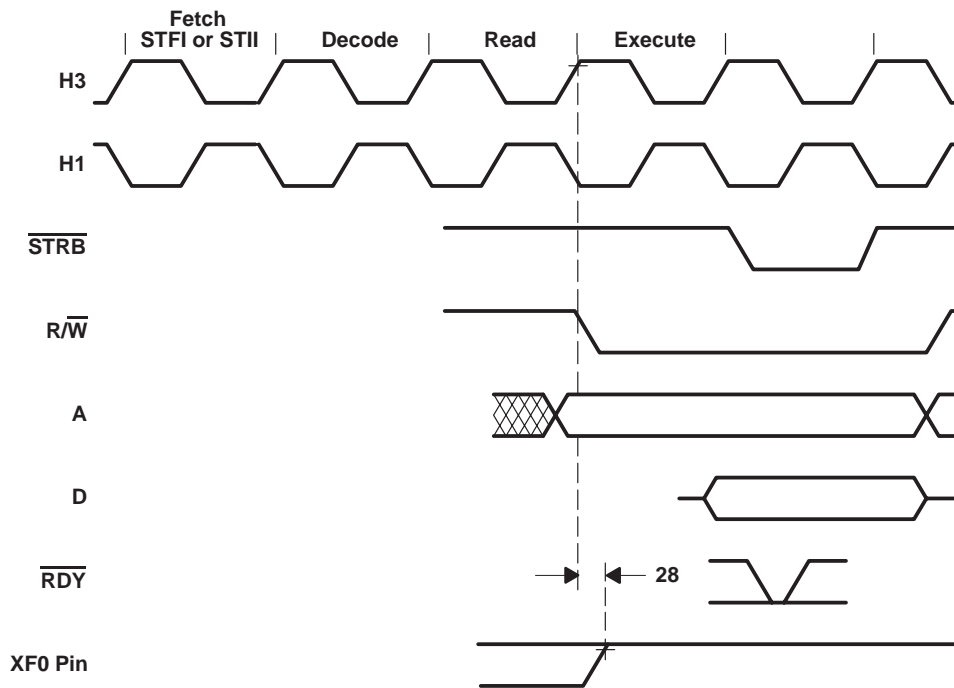 Fetch
STFI or STII | Decode | Read | Execute
H3
H1
STRB
R/W
A
D
RDY
28
XF0 Pin